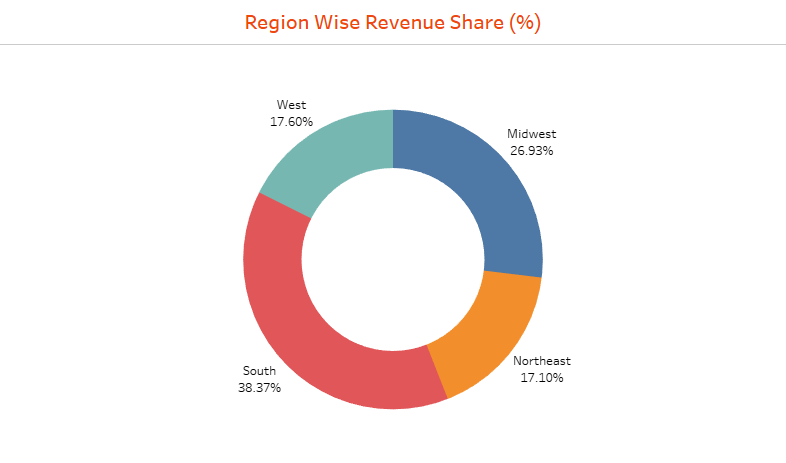 Region Wise Revenue Share (%)
West
17.60%
Midwest
26.93%
South
38.37%
Northeast
17.10%